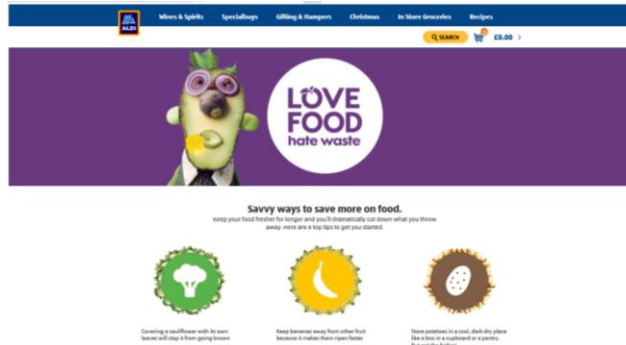 ALDI
Wines & Spirits Specialbuys Gifting & Hampers Christmas In Store Groceries Recipes
SEARCH £0.00
LOVE
FOOD
hate waste
Savvy ways to save more on food.
Keep your food fresher for longer and you'll dramatically cut down what you throw
away. Here are 8 top tips to get you started.
Covering a cauliflower with its own
leaves will stop it from going brown
Keep bananas away from other fruit
because it makes them ripen faster
Store potatoes in a cool, dark dry place
like a box in a cupboard or a pantry.